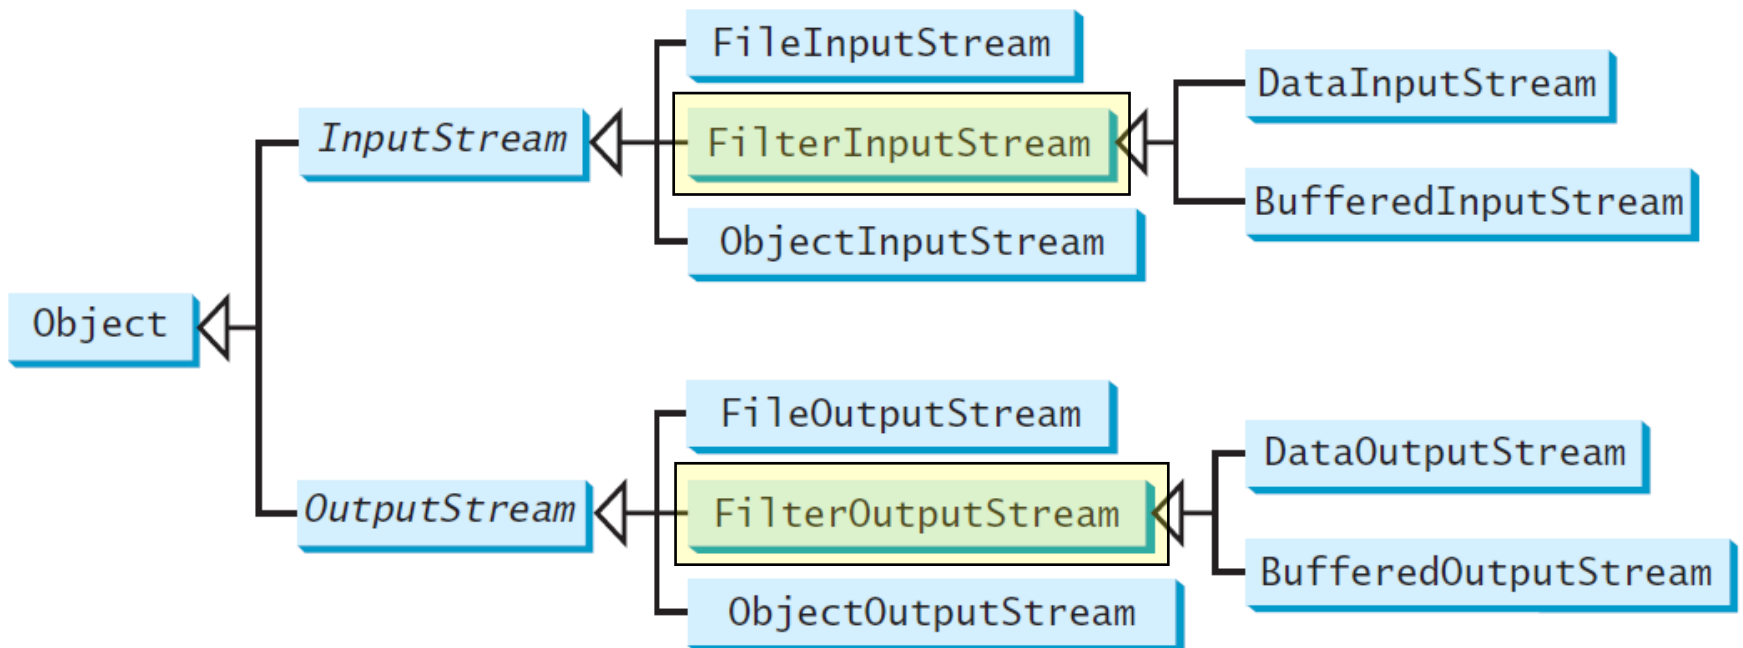 FileInputStream
DataInputStream
InputStream
FilterInputStream
BufferedInputStream
ObjectInputStream
Object
FileOutputStream
DataOutputStream
OutputStream
FilterOutputStream
BufferedOutputStream
ObjectOutputStream